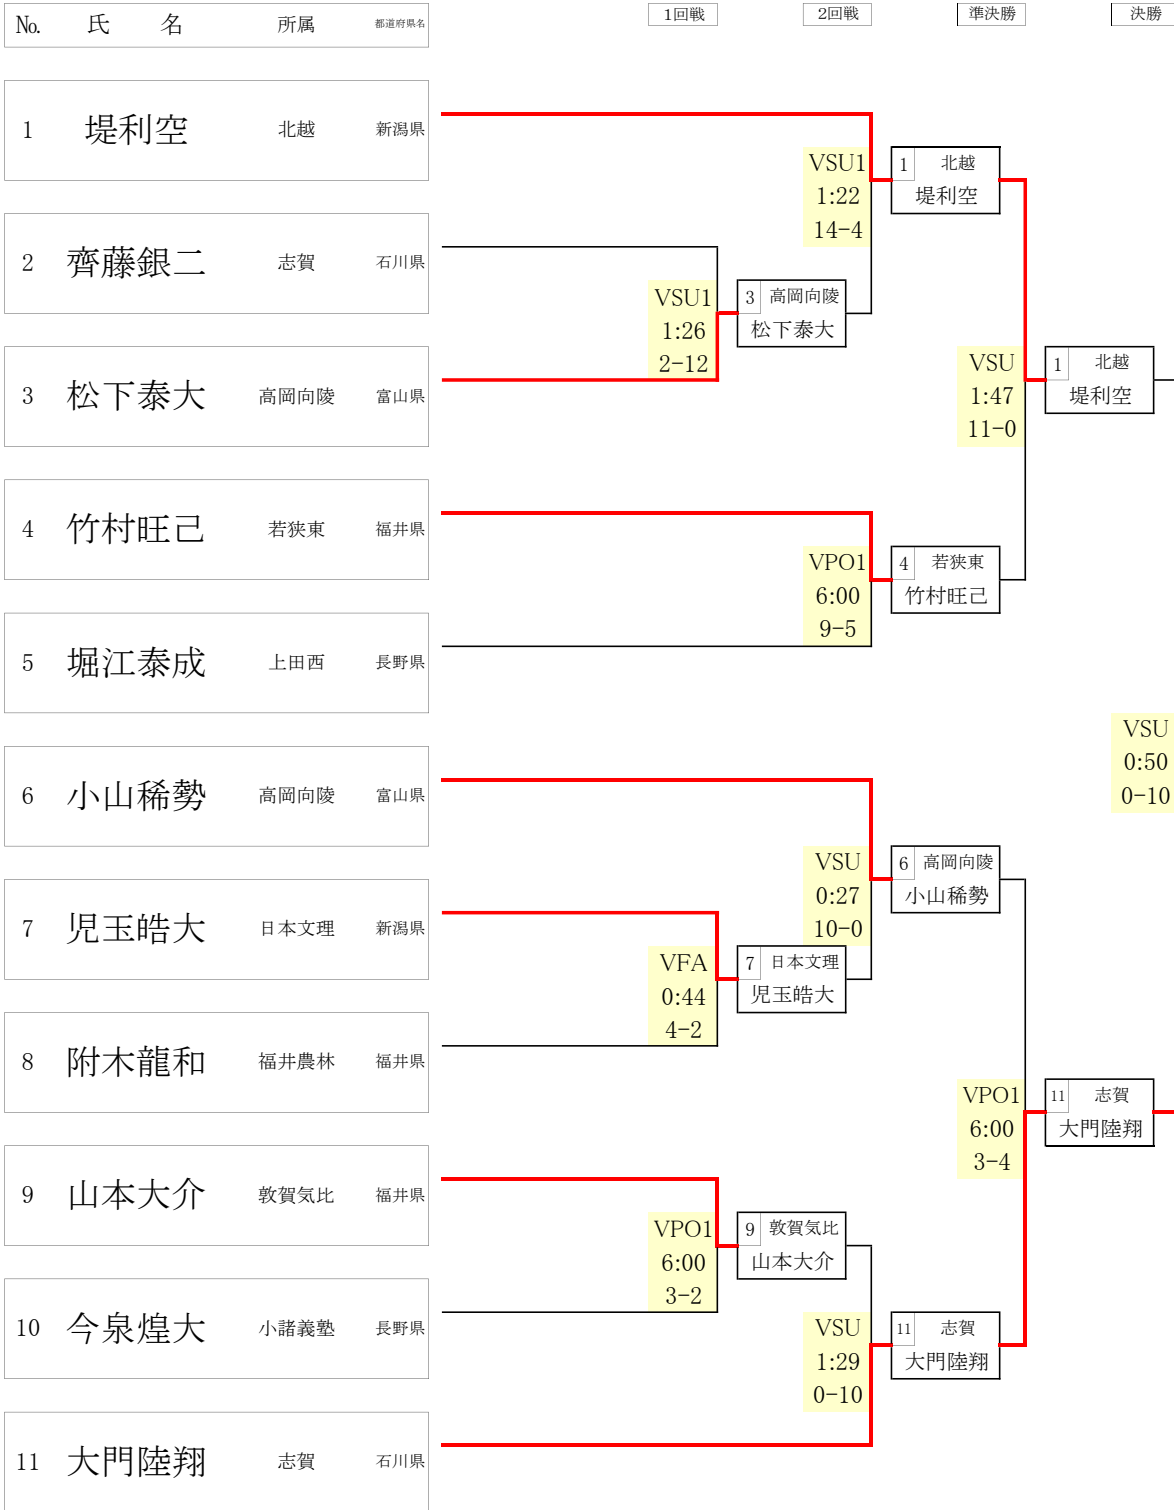 No. 氏 名 所属 都道府県名 1回戦 2回戦 準決勝 決勝
1 堤利空 北越 新潟県
VSU1
1:22
14-4
1 北越
堤利空
2 齊藤銀二 志賀 石川県
VSU1
1:26
2-12
3 高岡向陵
松下泰大
3 松下泰大 高岡向陵 富山県
VSU
1:47
11-0
1 北越
堤利空
4 竹村旺己 若狭東 福井県
VPO1
6:00
9-5
4 若狭東
竹村旺己
5 堀江泰成 上田西 長野県
VSU
0:50
0-10
6 小山稀勢 高岡向陵 富山県
VSU
0:27
10-0
6 高岡向陵
小山稀勢
7 児玉皓大 日本文理 新潟県
VFA
0:44
4-2
7 日本文理
児玉皓大
8 附木龍和 福井農林 福井県
VPO1
6:00
3-4
11 志賀
大門陸翔
9 山本大介 敦賀気比 福井県
VPO1
6:00
3-2
9 敦賀気比
山本大介
10 今泉煌大 小諸義塾 長野県
VSU
1:29
0-10
11 志賀
大門陸翔
11 大門陸翔 志賀 石川県